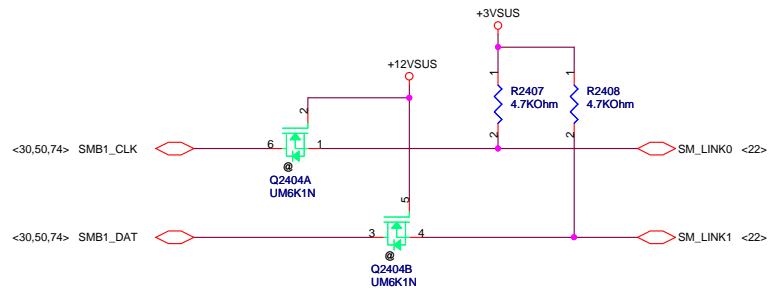 +3VSUS
+12VSUS
1
1
R2407
4.7KOhm
R2408
4.7KOhm
2
2
2
<30,50,74> SMB1_CLK
6
1
SM_LINK0 <22>
@
Q2404A
UM6K1N
5
<30,50,74> SMB1_DAT
3
4
SM_LINK1 <22>
@
Q2404B
UM6K1N